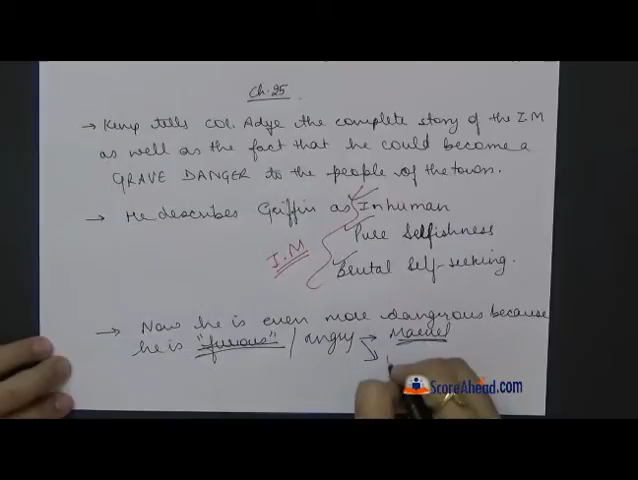 Ch. 25
→ Kemp tells Col. Adye the complete story of the I.M
as well as the fact that he could become a
GRAVE DANGER to the people of the town.
→ He describes Griffin as Inhuman
Pure Selfishness
I.M
Brutal Self-seeking.
→ Now he is even more dangerous because
he is "furious" / angry →
ScoreAhead.com